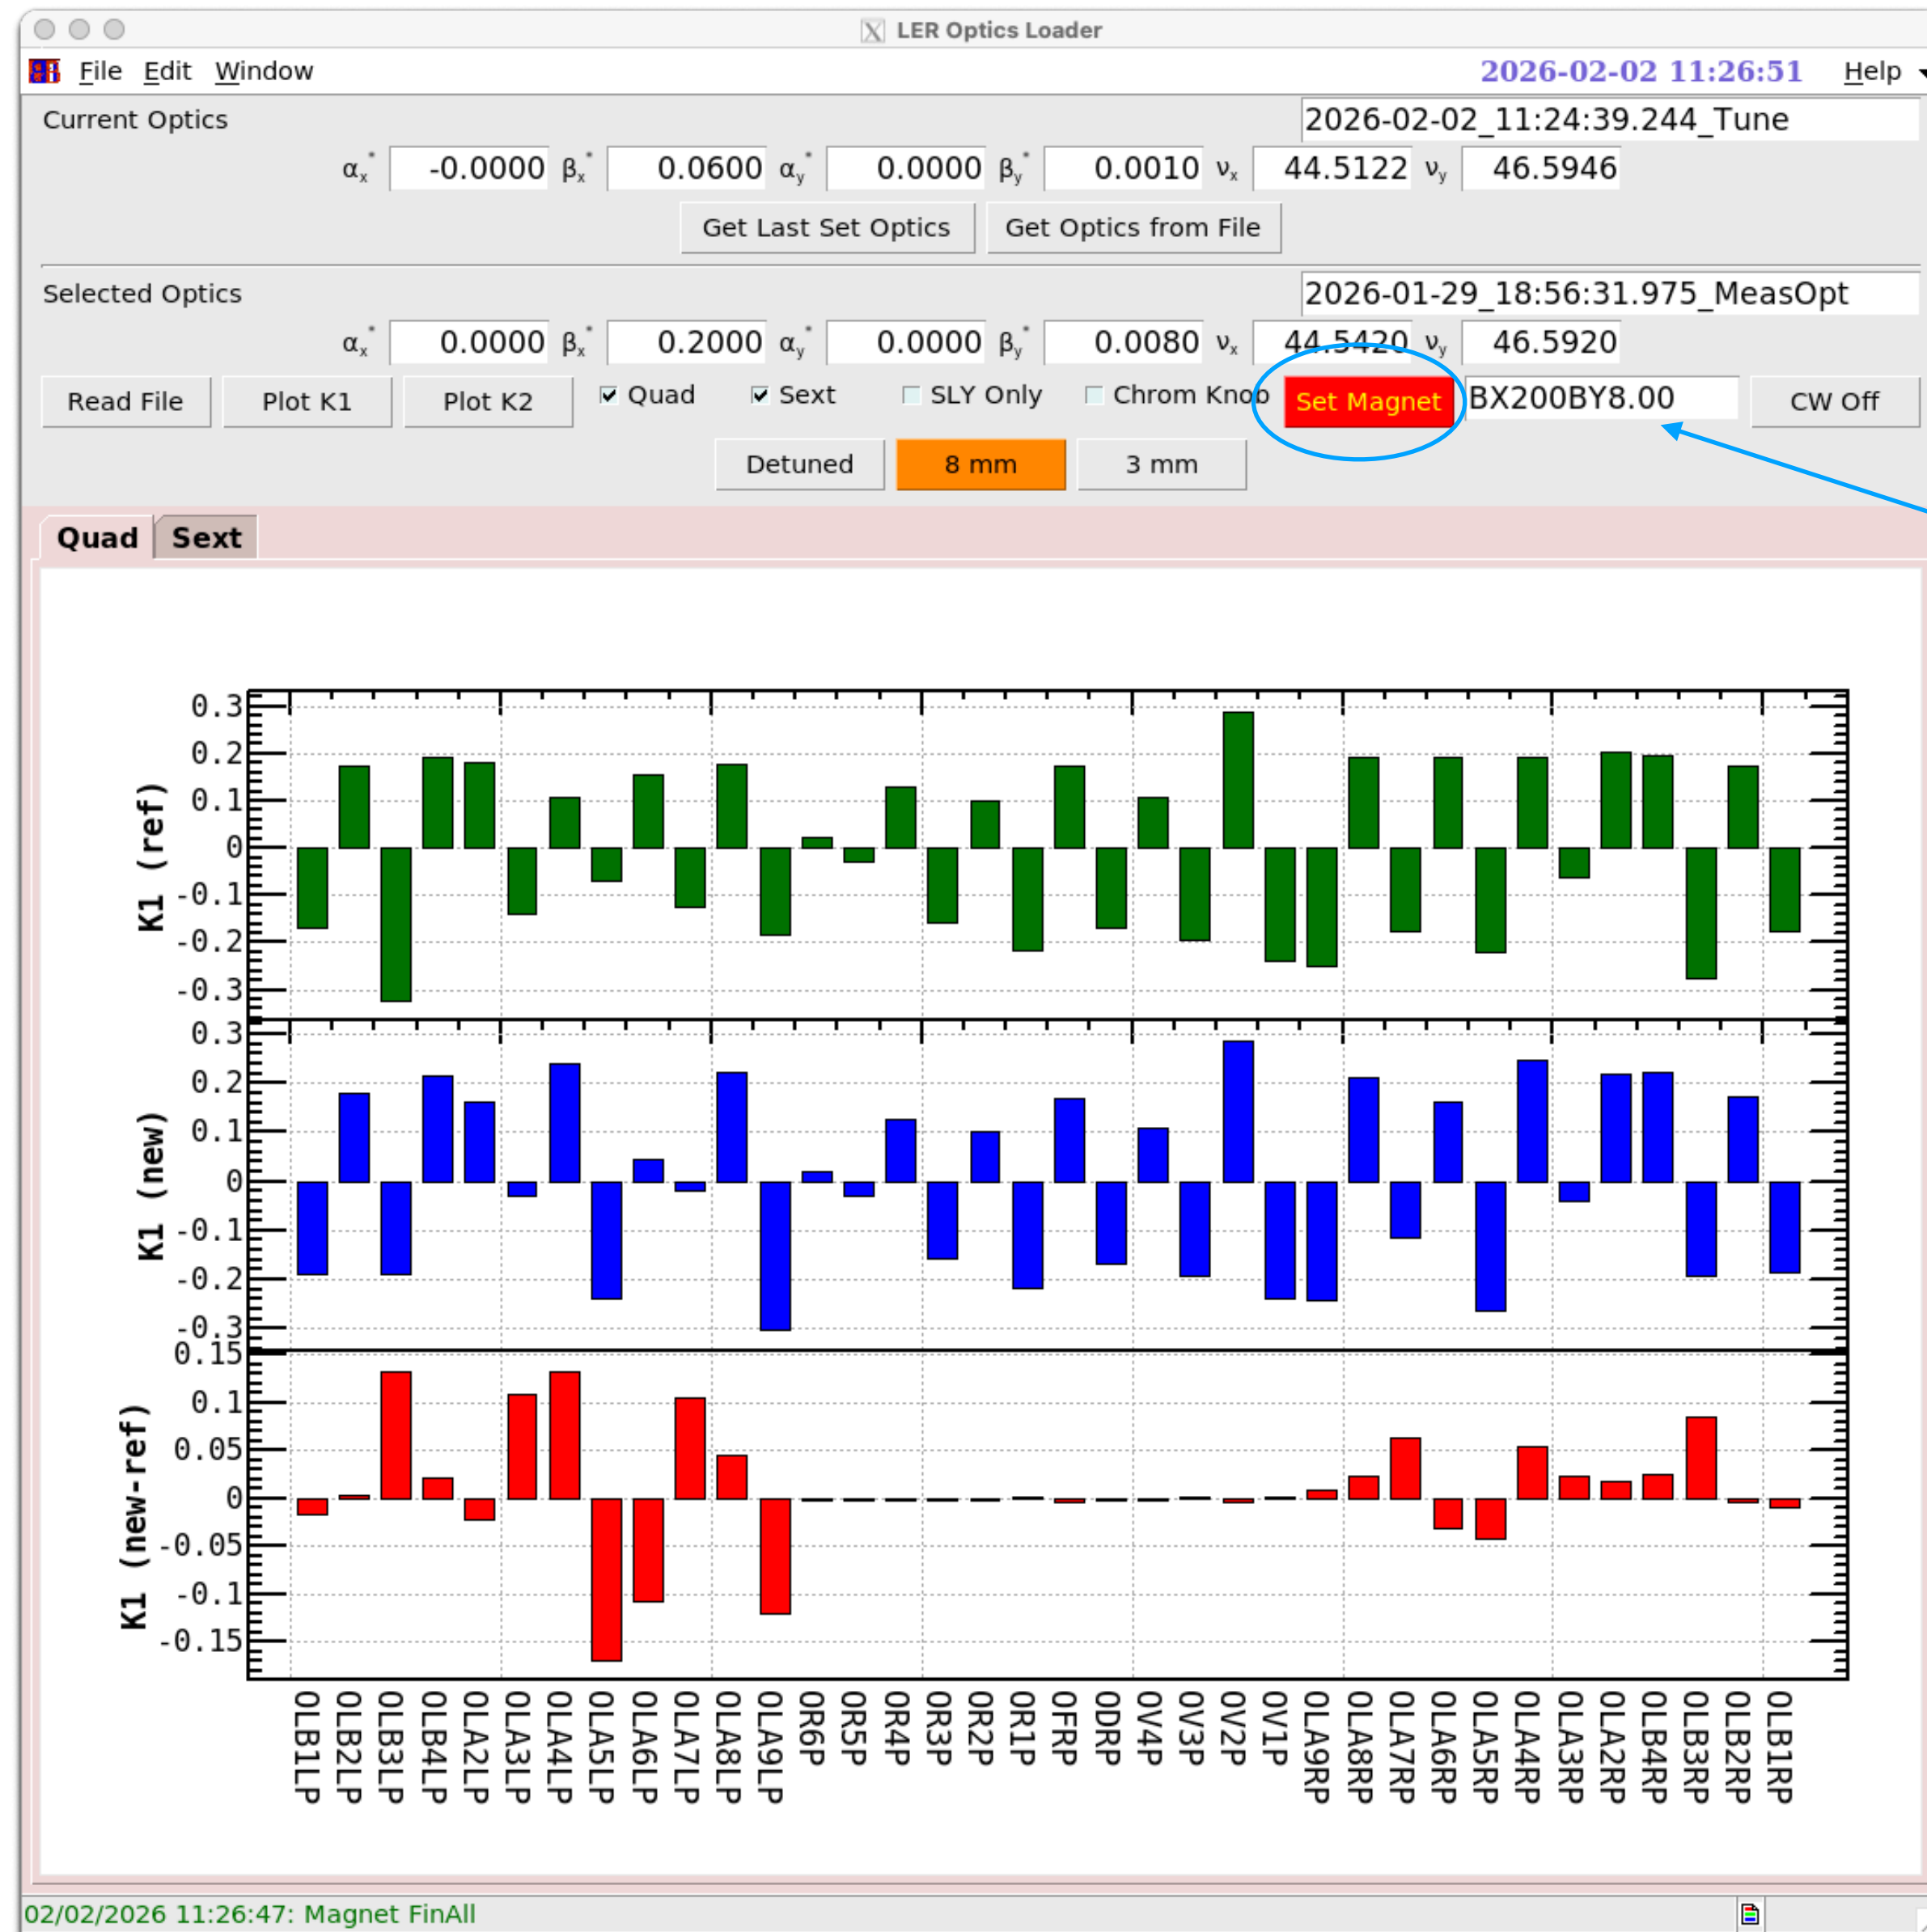 LER Optics Loader
File Edit Window 2026-02-02 11:26:51 Help
Current Optics 2026-02-02_11:24:39.244_Tune
αx* -0.0000 βx* 0.0600 αy* 0.0000 βy* 0.0010 νx 44.5122 νy 46.5946
Get Last Set Optics Get Optics from File
Selected Optics 2026-01-29_18:56:31.975_MeasOpt
αx* 0.0000 βx* 0.2000 αy* 0.0000 βy* 0.0080 νx 44.5420 νy 46.5920
Read File Plot K1 Plot K2 Quad Sext SLY Only Chrom Knob Set Magnet BX200BY8.00 CW Off
Detuned 8 mm 3 mm
Quad Sext
K1 (ref)
0.3
0.2
0.1
0
-0.1
-0.2
-0.3
K1 (new)
0.3
0.2
0.1
0
-0.1
-0.2
-0.3
K1 (new-ref)
0.15
0.1
0.05
0
-0.05
-0.1
-0.15
QLB1LP
QLB2LP
QLB3LP
QLB4LP
QLA2LP
QLA3LP
QLA4LP
QLA5LP
QLA6LP
QLA7LP
QLA8LP
QLA9LP
QR6P
QR5P
QR4P
QR3P
QR2P
QR1P
QFRP
QDRP
QV4P
QV3P
QV2P
QV1P
QLA9RP
QLA8RP
QLA7RP
QLA6RP
QLA5RP
QLA4RP
QLA3RP
QLA2RP
QLB4RP
QLB3RP
QLB2RP
QLB1RP
02/02/2026 11:26:47: Magnet FinAll